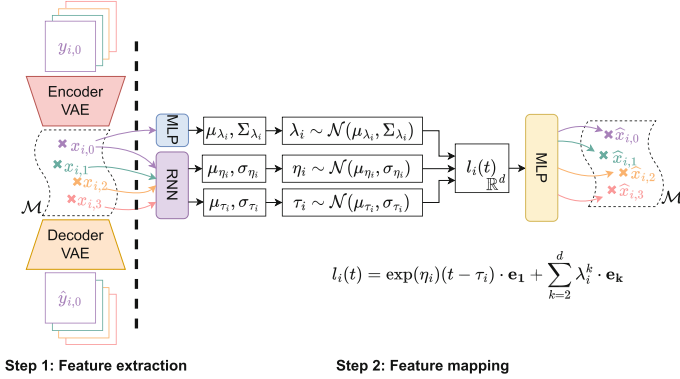 y_{i,0}
Encoder
VAE
x_{i,0}
x_{i,1}
x_{i,2}
x_{i,3}
ℳ
Decoder
VAE
ŷ_{i,0}
MLP
RNN
μ_{λ_i}, Σ_{λ_i}
λ_i ∼ 𝒩(μ_{λ_i}, Σ_{λ_i})
μ_{η_i}, σ_{η_i}
η_i ∼ 𝒩(μ_{η_i}, σ_{η_i})
μ_{τ_i}, σ_{τ_i}
τ_i ∼ 𝒩(μ_{τ_i}, σ_{τ_i})
l_i(t)
ℝ^d
MLP
x̂_{i,0}
x̂_{i,1}
x̂_{i,2}
x̂_{i,3}
ℳ
l_i(t) = exp(η_i)(t − τ_i) · e_1 + ∑_{k=2}^{d} λ_i^k · e_k
Step 1: Feature extraction
Step 2: Feature mapping